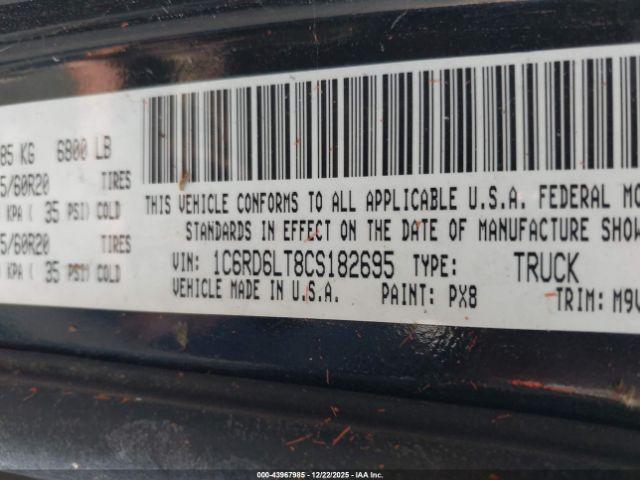 85 KG 6800 LB
5/60R20 TIRES
KPA ( 35 PSI) COLD
5/60R20 TIRES
KPA ( 35 PSI) COLD
THIS VEHICLE CONFORMS TO ALL APPLICABLE U.S.A. FEDERAL MO
STANDARDS IN EFFECT ON THE DATE OF MANUFACTURE SHOW
VIN: 1C6RD6LT8CS182695 TYPE: TRUCK
VEHICLE MADE IN U.S.A. PAINT: PX8 TRIM: M9V
000-43967985 — 12/22/2025 — IAA Inc.